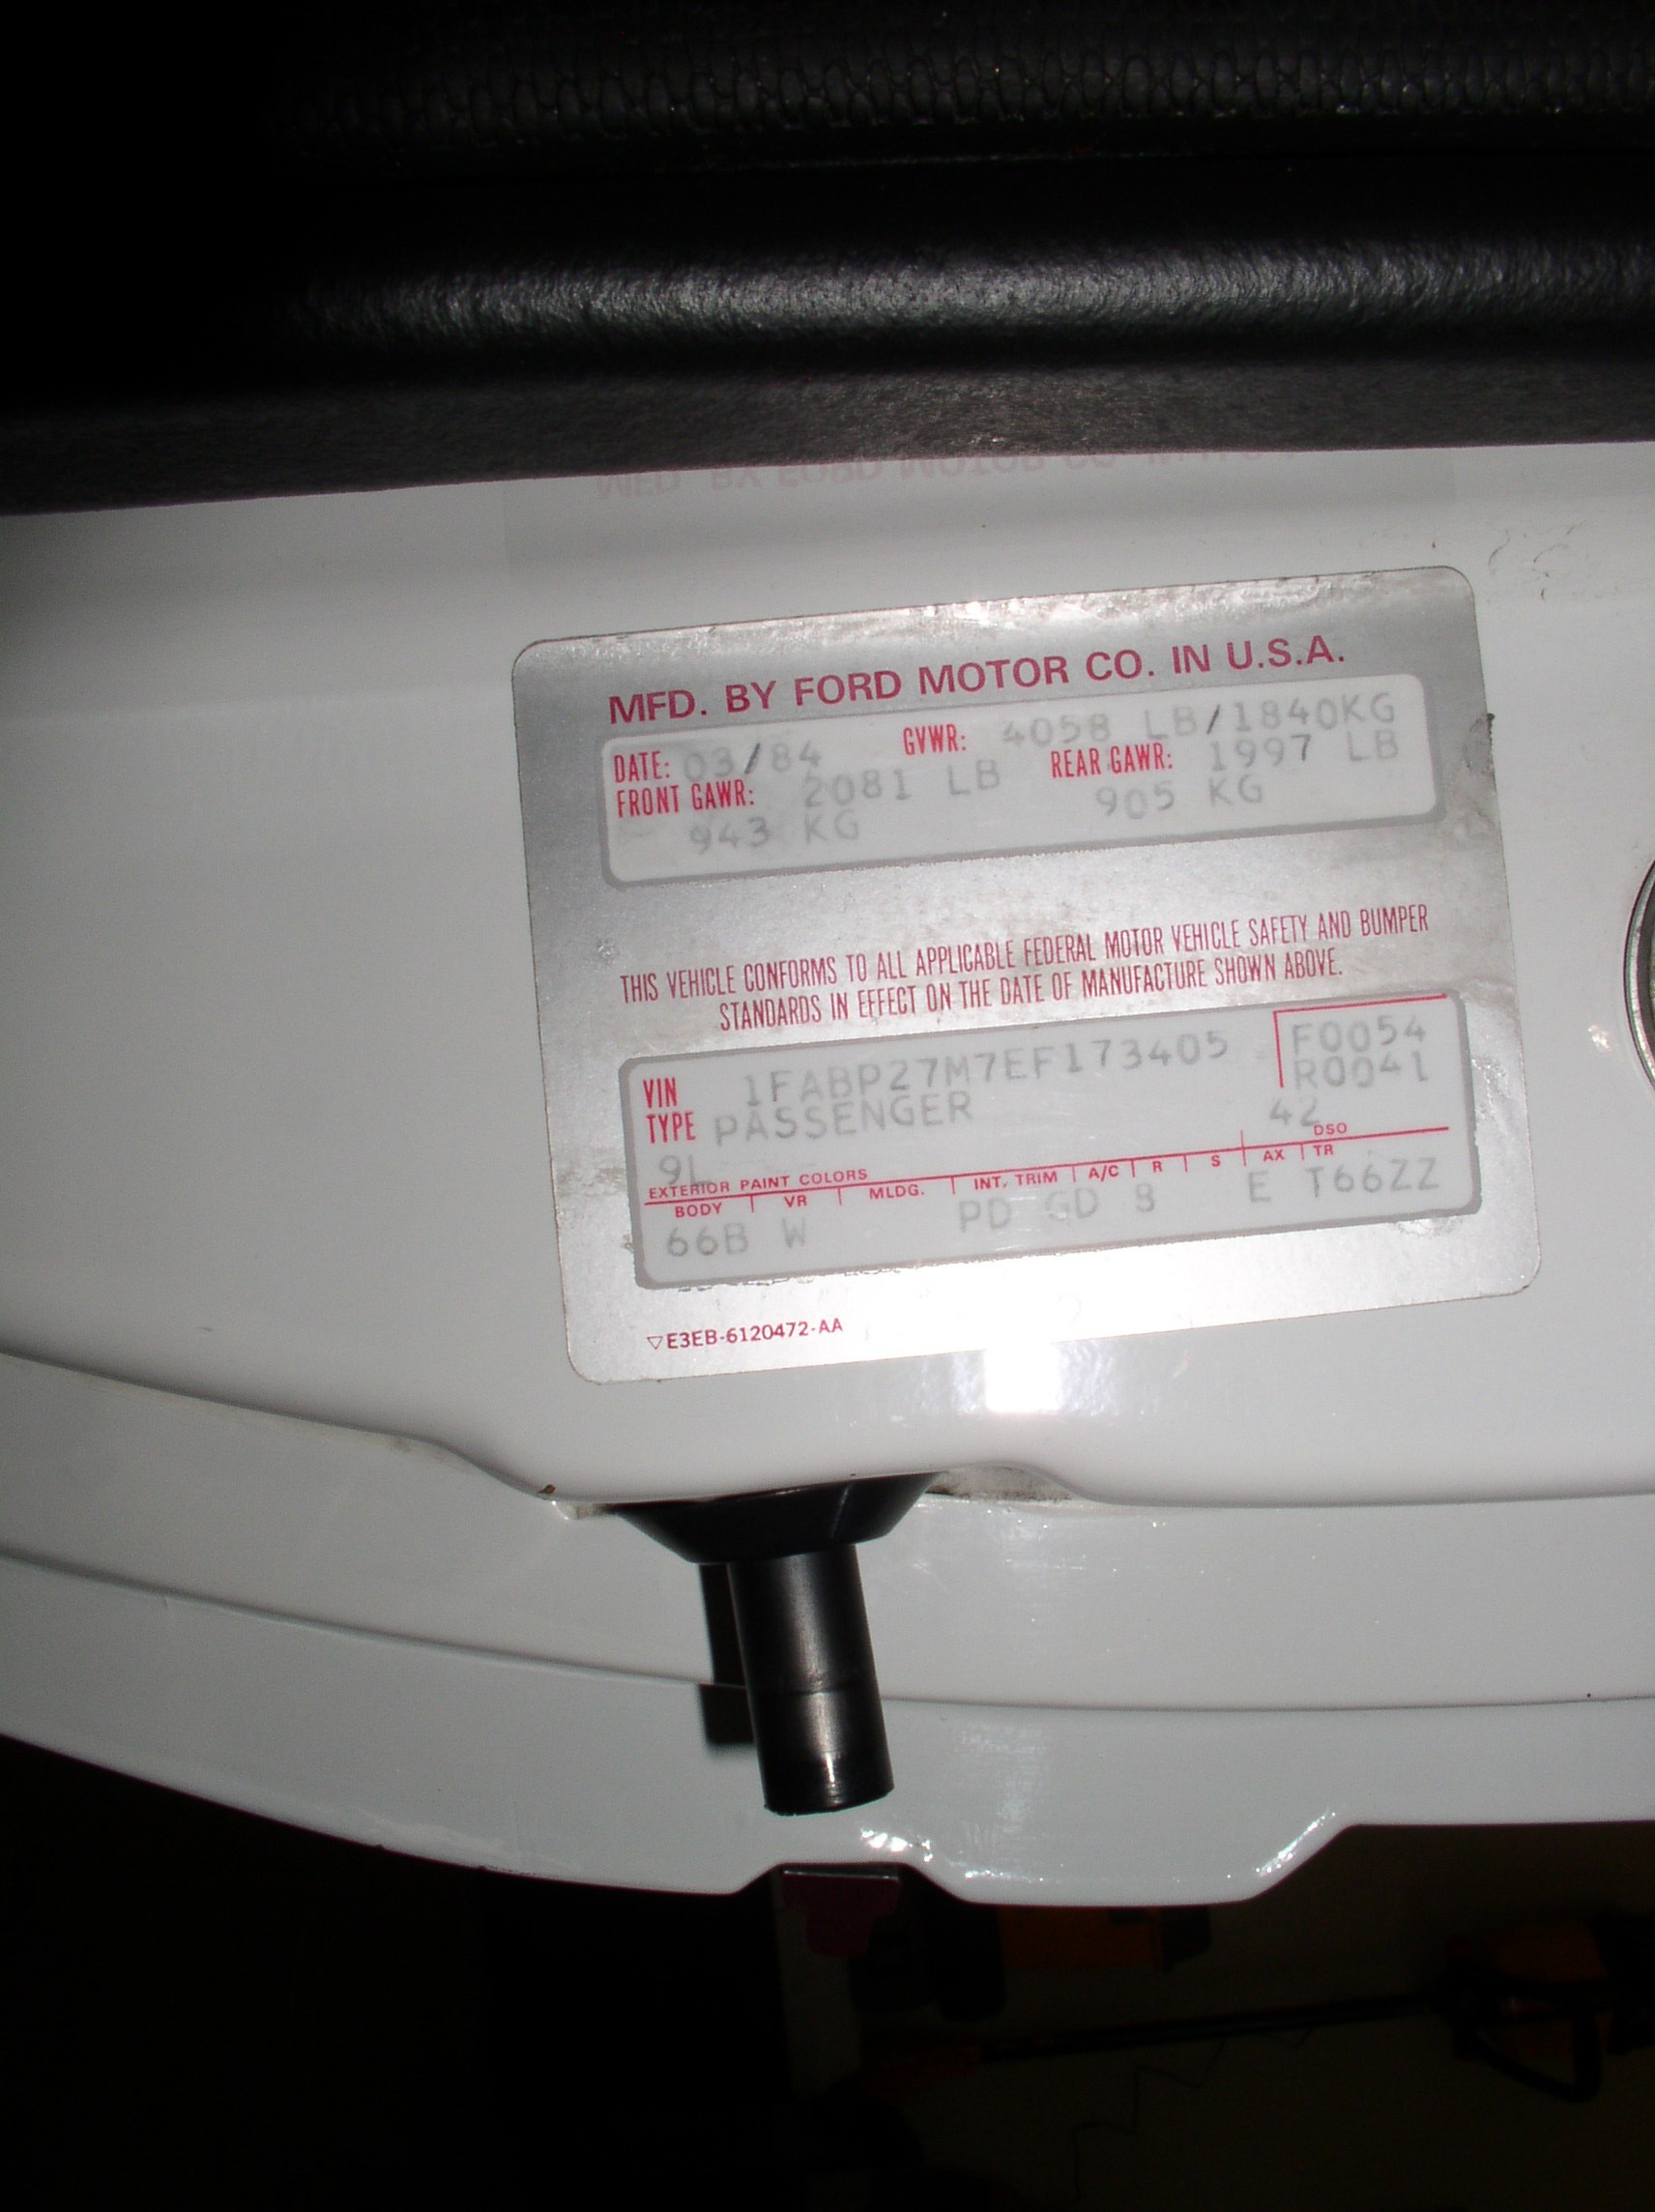 MFD. BY FORD MOTOR CO. IN U.S.A.
DATE: 03/84 GVWR: 4058 LB/1840KG
FRONT GAWR: 2081 LB REAR GAWR: 1997 LB
943 KG 905 KG
THIS VEHICLE CONFORMS TO ALL APPLICABLE FEDERAL MOTOR VEHICLE SAFETY AND BUMPER
STANDARDS IN EFFECT ON THE DATE OF MANUFACTURE SHOWN ABOVE.
VIN 1FABP27M7EF173405 F0054
TYPE PASSENGER R0041
9L 42
EXTERIOR PAINT COLORS DSO
BODY VR MLDG. INT. TRIM A/C R S AX TR
66B W PD GD 8 E T66ZZ
▽E3EB-6120472-AA